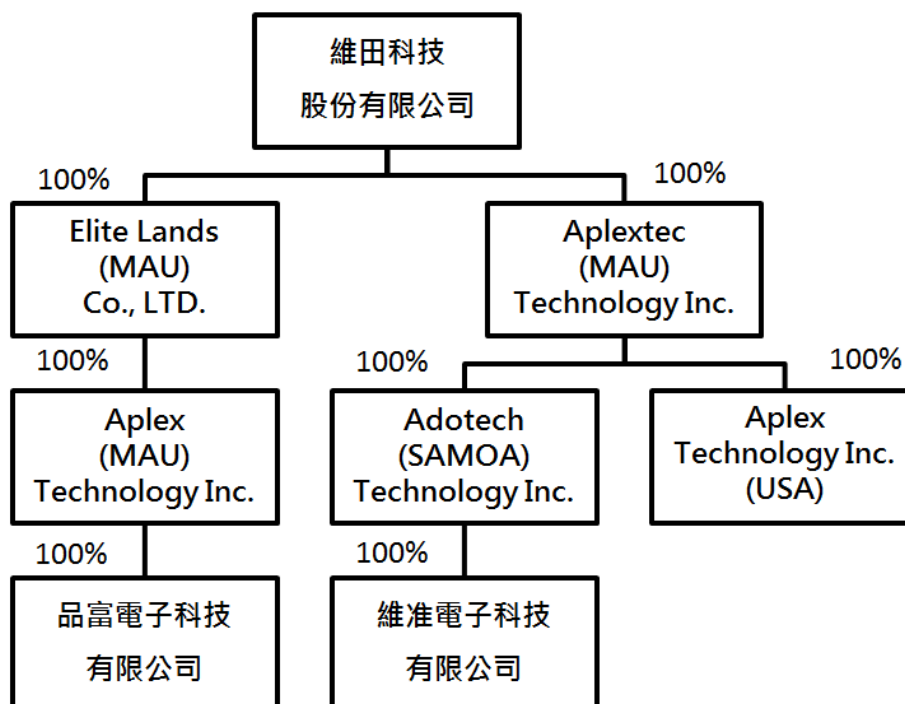 維田科技
股份有限公司
100%
100%
Elite Lands
(MAU)
Co., LTD.
Aplextec
(MAU)
Technology Inc.
100%
100%
100%
Aplex
(MAU)
Technology Inc.
Adotech
(SAMOA)
Technology Inc.
Aplex
Technology Inc.
(USA)
100%
100%
品富電子科技
有限公司
維准電子科技
有限公司